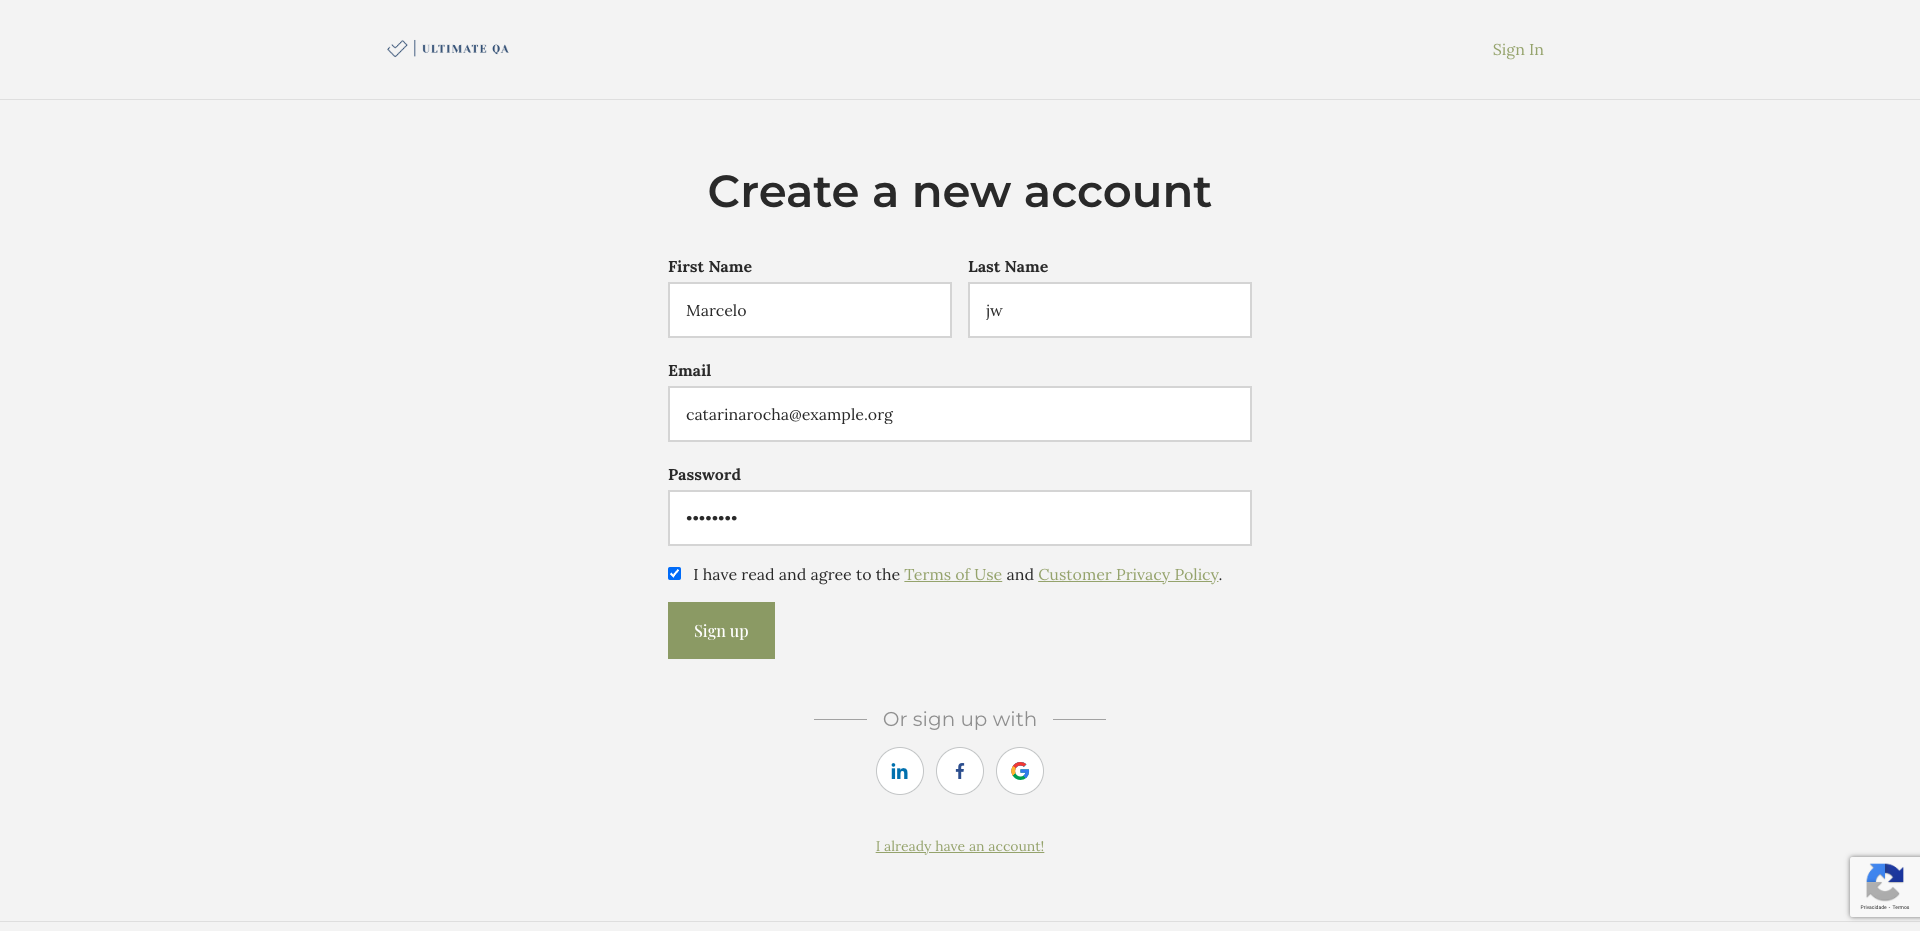 ULTIMATE QA
Sign In
Create a new account
First Name
Last Name
Marcelo
jw
Email
catarinarocha@example.org
Password
••••••••
I have read and agree to the Terms of Use and Customer Privacy Policy.
Sign up
Or sign up with
I already have an account!
Privacidade - Termos